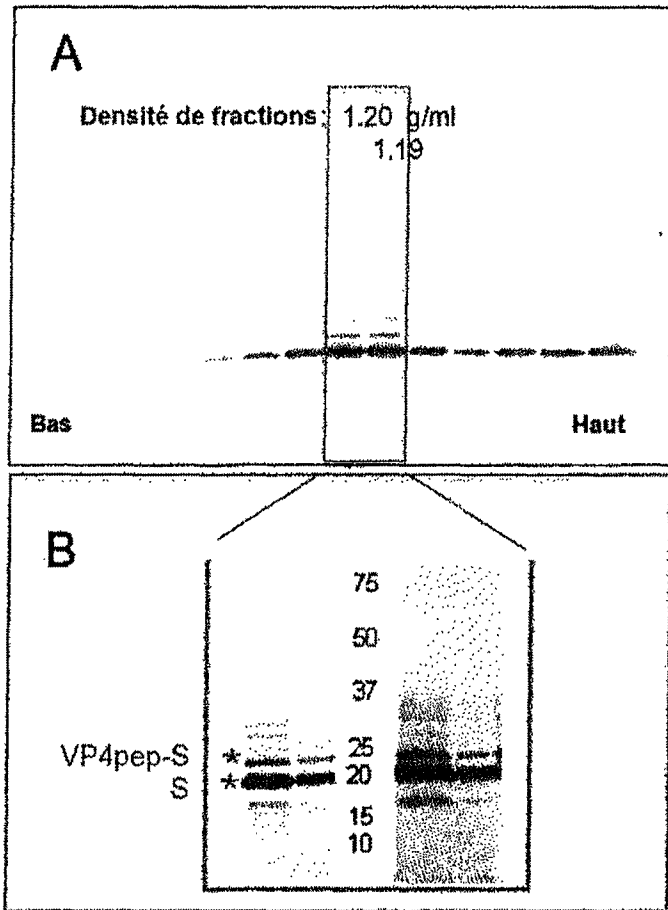 A
Densité de fractions: 1.20 g/ml
1.19
Bas Haut
B
75
50
37
VP4pep-S * 25
S * 20
15
10